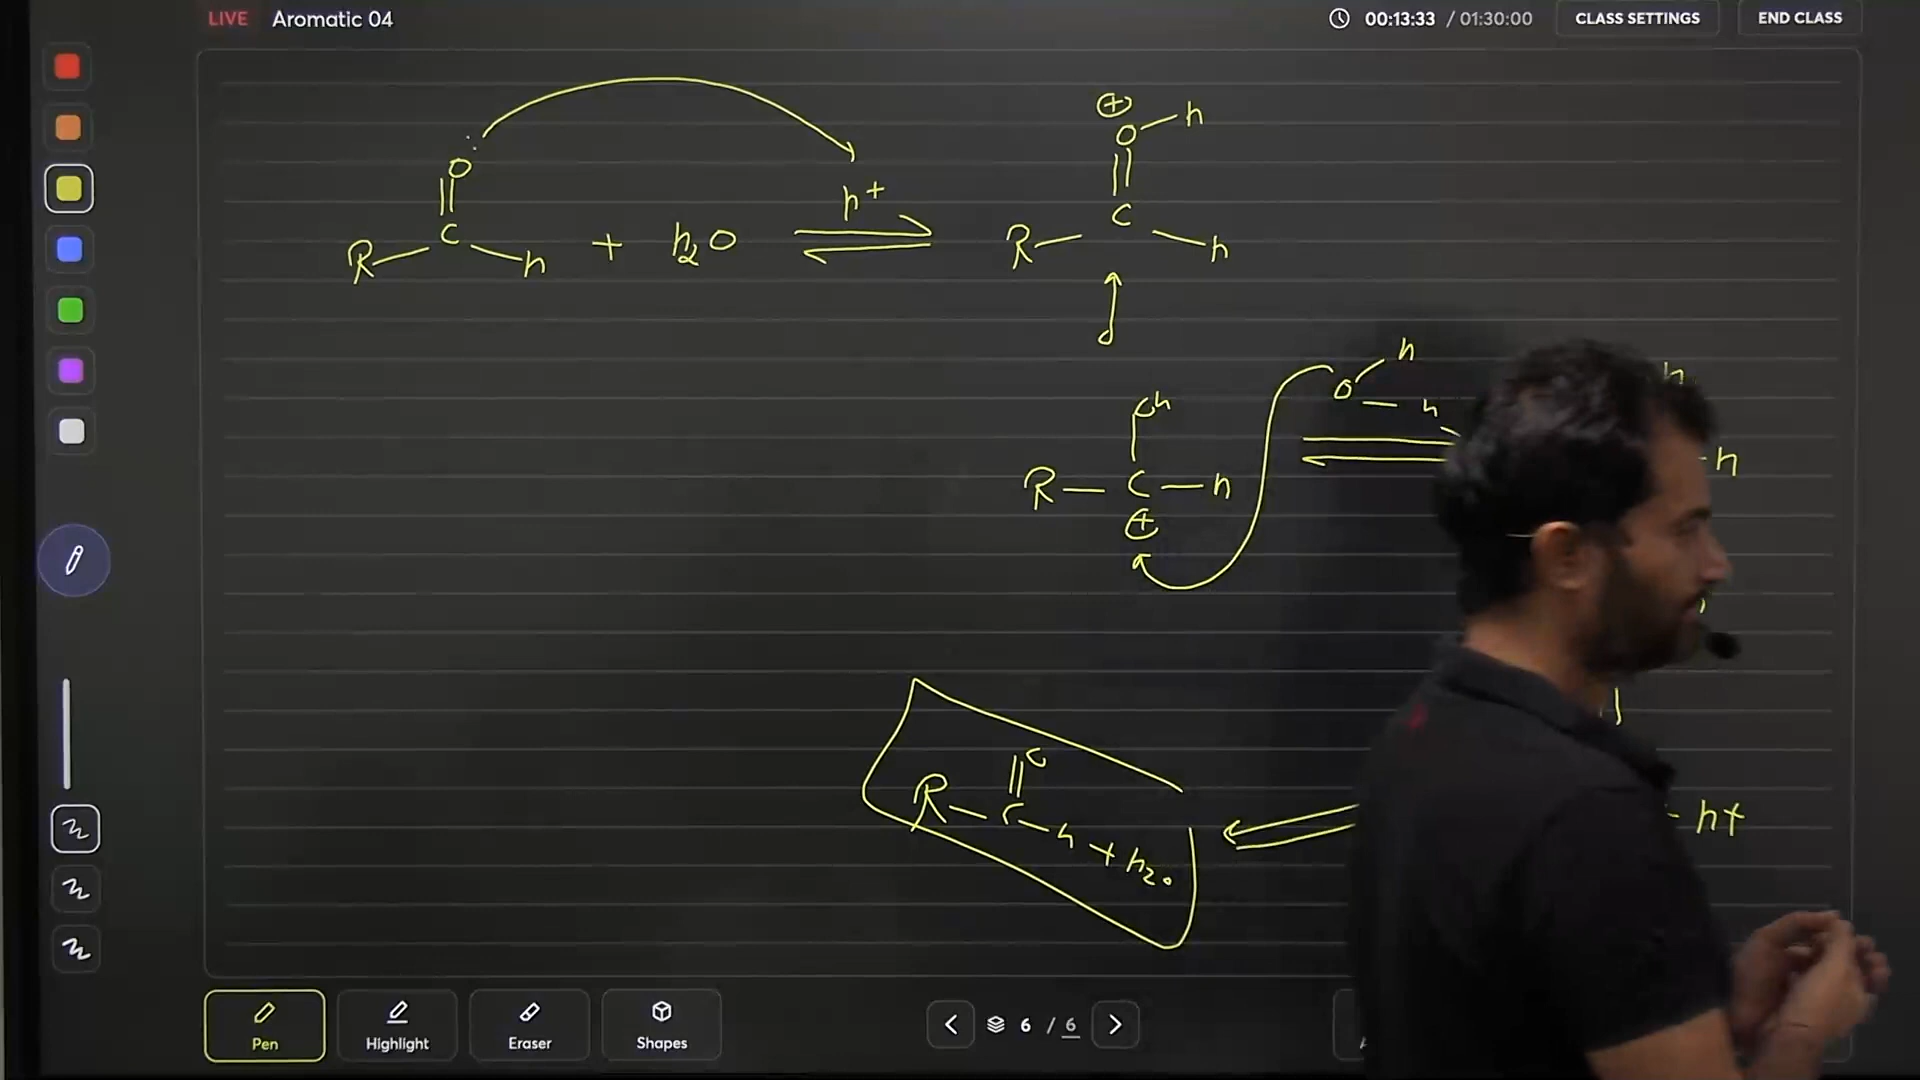 LIVE Aromatic 04 00:13:33 / 01:30:00 CLASS SETTINGS END CLASS
O
R C h + h2O h+
⊕
O h
R C h
O h
h
oh
R C h
⊕
h
h
R C O
h + h2o
h+
Pen Highlight Eraser Shapes 6 / 6